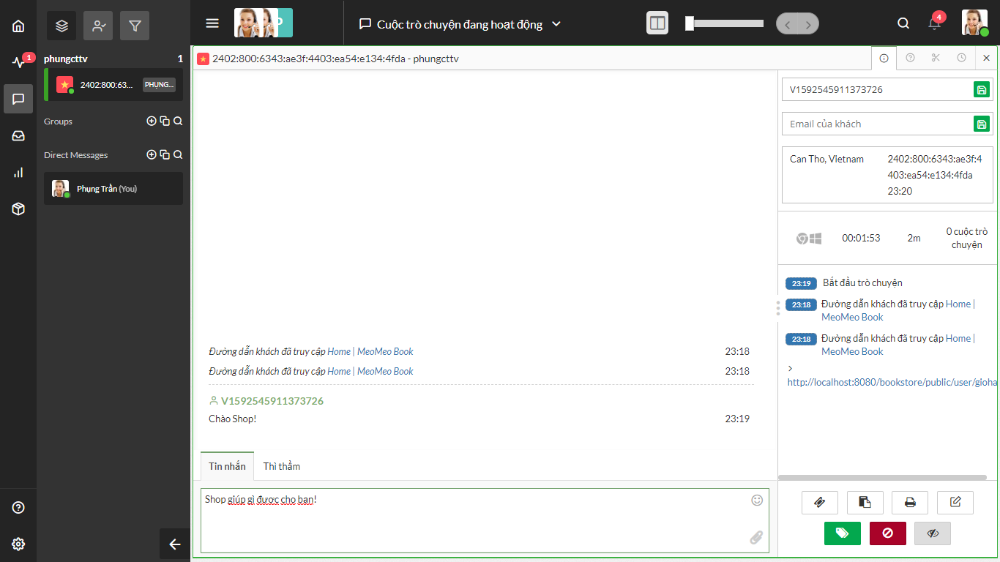 P
Cuộc trò chuyện đang hoạt động
4
1
phungcttv 1
2402:800:63... PHỤNG...
Groups
Direct Messages
Phụng Trần (You)
2402:800:6343:ae3f:4403:ea54:e134:4fda - phungcttv
Đường dẫn khách đã truy cập Home | MeoMeo Book 23:18
Đường dẫn khách đã truy cập Home | MeoMeo Book 23:18
V1592545911373726
Chào Shop! 23:19
Tin nhắn Thì thầm
Shop giúp gì được cho bạn!
V1592545911373726
Email của khách
Can Tho, Vietnam 2402:800:6343:ae3f:4
403:ea54:e134:4fda
23:20
00:01:53 2m 0 cuộc trò
chuyện
23:19 Bắt đầu trò chuyện
23:18 Đường dẫn khách đã truy cập Home |
MeoMeo Book
23:18 Đường dẫn khách đã truy cập Home |
MeoMeo Book
http://localhost:8080/bookstore/public/user/gioha